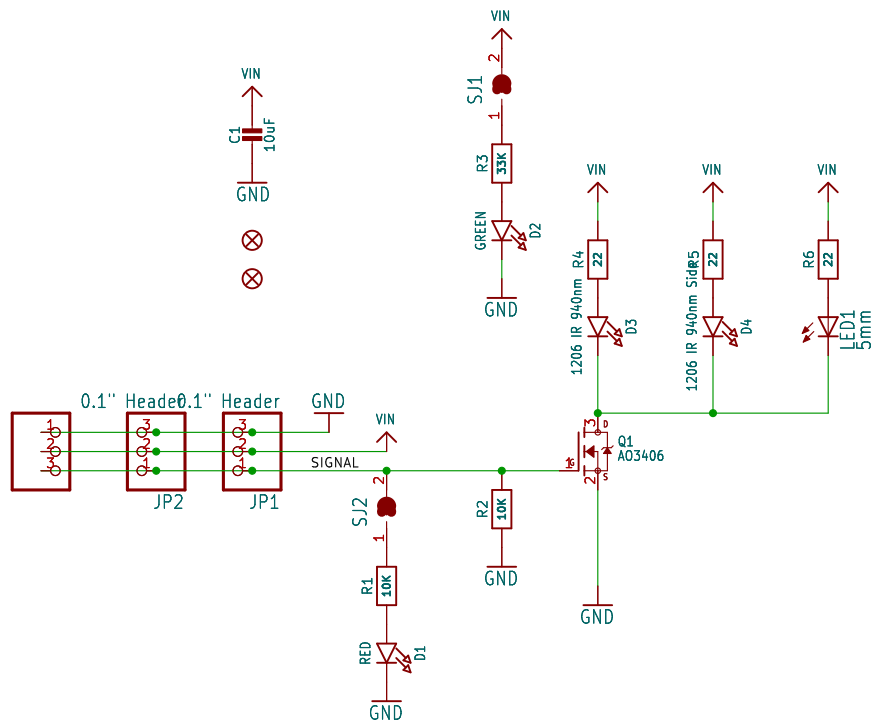 VIN
2
SJ1
1
R3
33K
GREEN
D2
GND
VIN
C1
10uF
GND
VIN
R4
22
1206 IR 940nm
D3
VIN
R5
22
1206 IR 940nm Side
D4
VIN
R6
22
LED1
5mm
0.1" Header
0.1" Header
GND
VIN
1
2
3
3
2
1
JP2
3
2
1
JP1
SIGNAL
2
SJ2
1
R1
10K
RED
D1
GND
R2
10K
GND
3
D
1
G
2
S
Q1
AO3406
GND